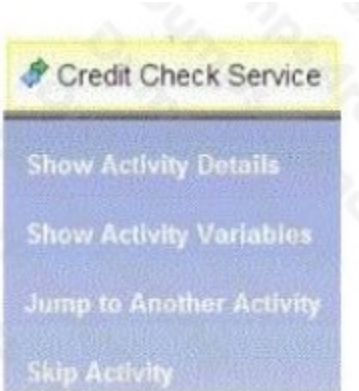 Credit Check Service
Show Activity Details
Show Activity Variables
Jump to Another Activity
Skip Activity